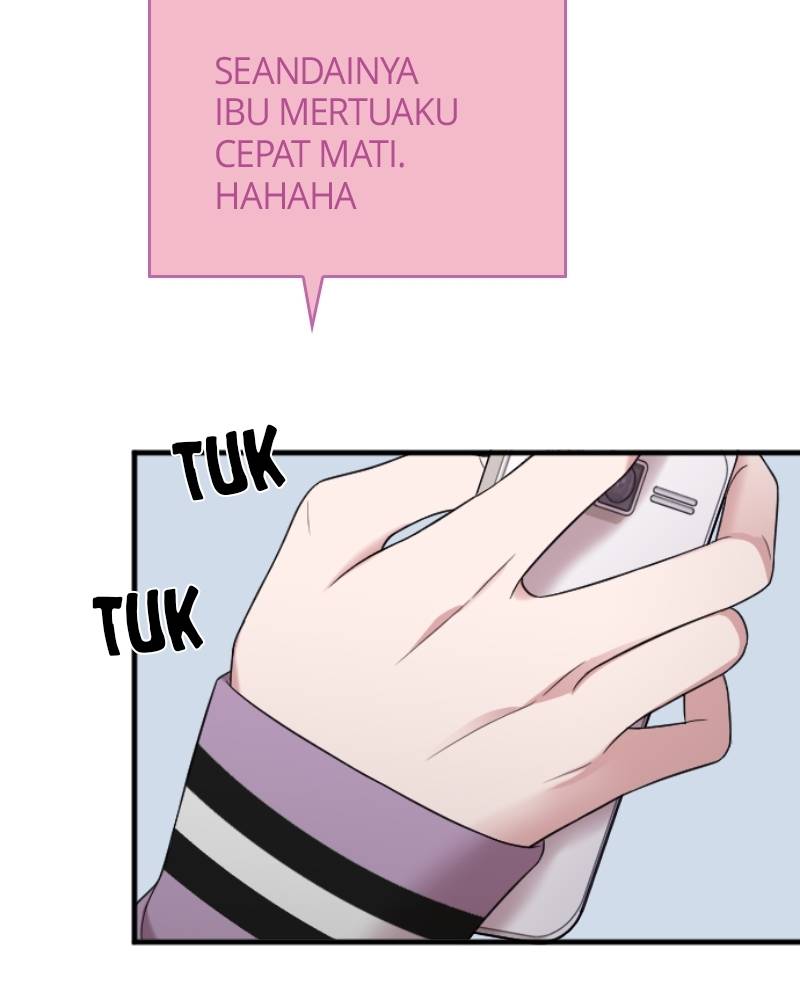 SEANDAINYA
IBU MERTUAKU
CEPAT MATI.
HAHAHA
TUK
TUK